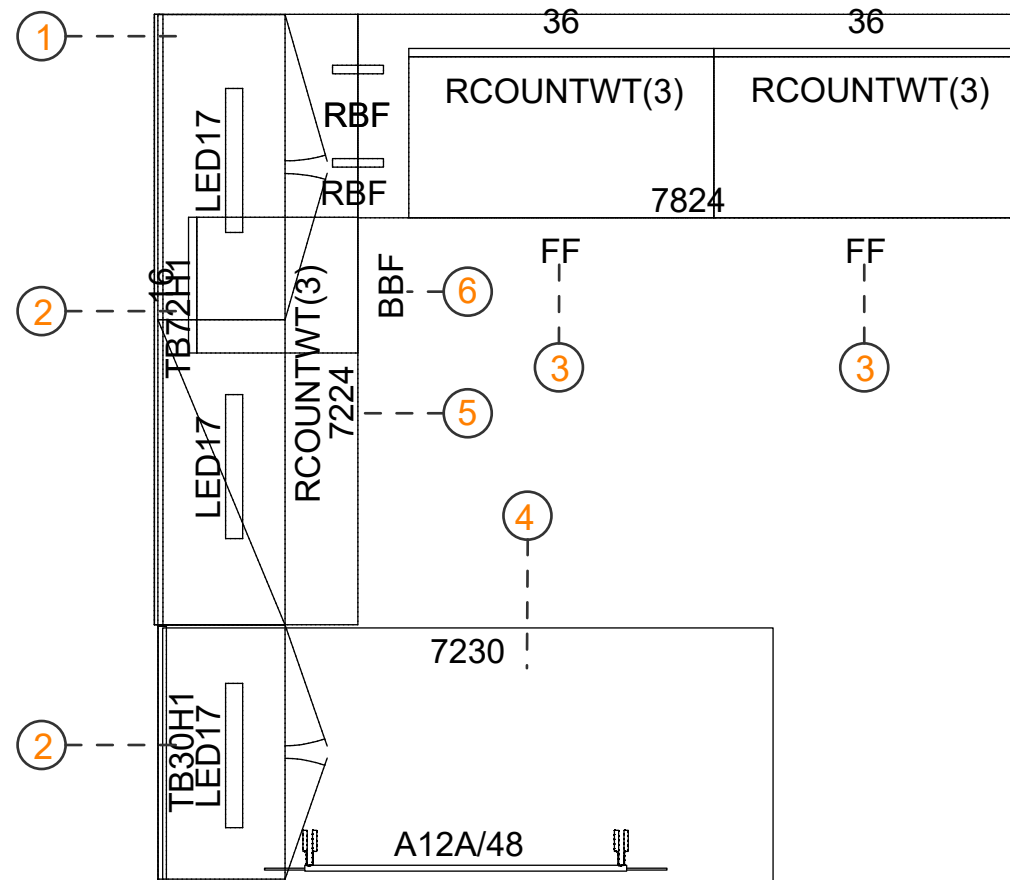 36
36
1
RCOUNTWT(3)
RCOUNTWT(3)
LED17
RBF
RBF
7824
FF
FF
16
TB72H1
2
BBF
6
3
3
RCOUNTWT(3)
7224
5
LED17
4
7230
2
TB30H1
LED17
A12A/48